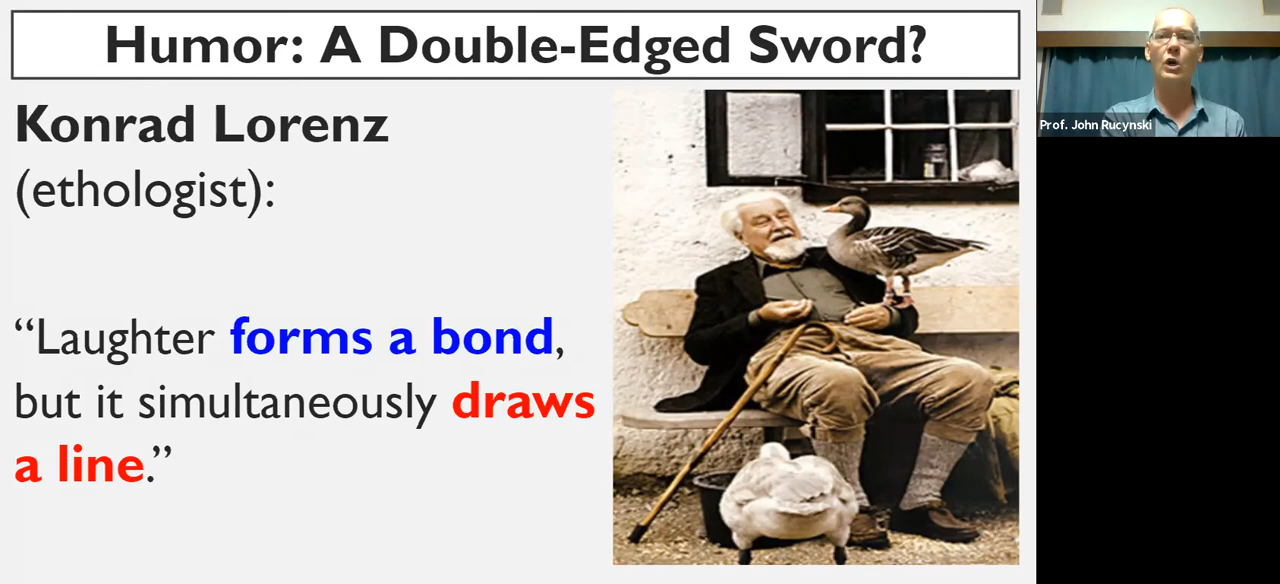 Humor: A Double-Edged Sword?
Konrad Lorenz
(ethologist):
“Laughter forms a bond,
but it simultaneously draws
a line.”
Prof. John Rucynski